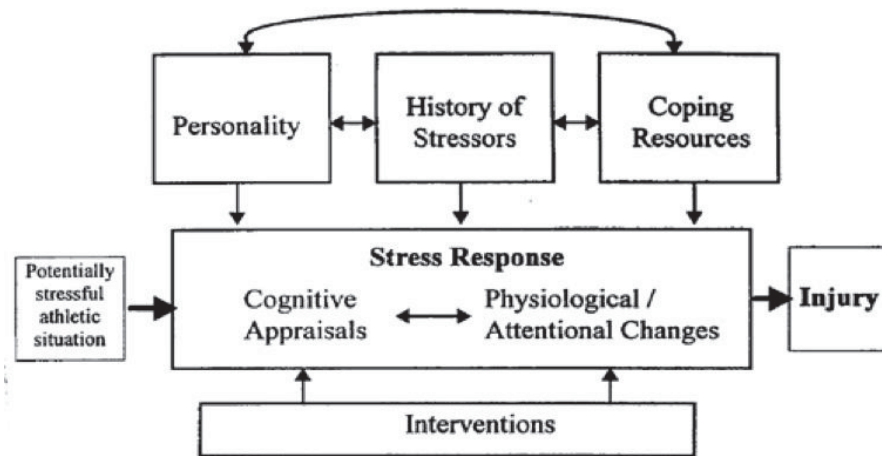 Personality
History of
Stressors
Coping
Resources
Potentially
stressful
athletic
situation
Stress Response
Cognitive
Appraisals
Physiological /
Attentional Changes
Injury
Interventions